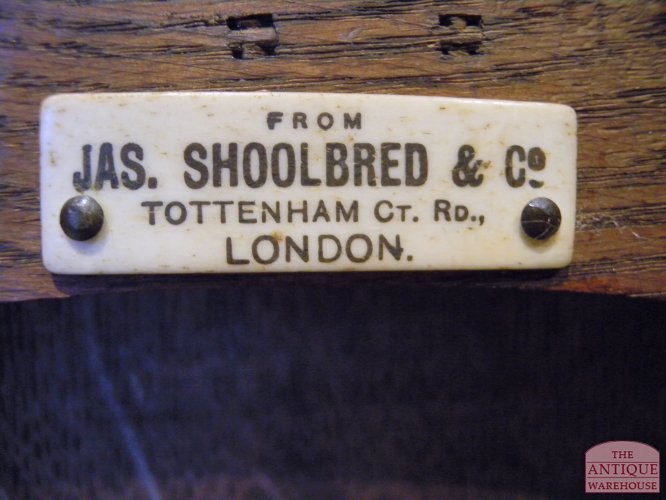 FROM
JAS. SHOOLBRED & Cº
TOTTENHAM CT. RD.,
LONDON.
THE
ANTIQUE
WAREHOUSE